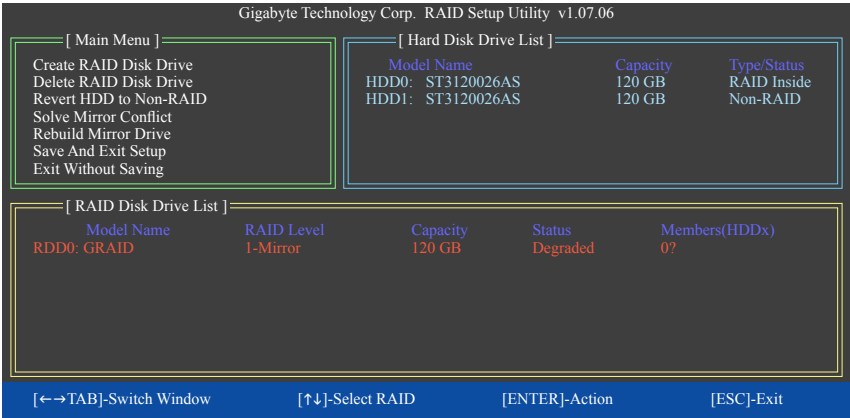 Gigabyte Technology Corp. RAID Setup Utility v1.07.06
[ Main Menu ]
Create RAID Disk Drive
Delete RAID Disk Drive
Revert HDD to Non-RAID
Solve Mirror Conflict
Rebuild Mirror Drive
Save And Exit Setup
Exit Without Saving
[ Hard Disk Drive List ]
Model Name Capacity Type/Status
HDD0: ST3120026AS 120 GB RAID Inside
HDD1: ST3120026AS 120 GB Non-RAID
[ RAID Disk Drive List ]
Model Name RAID Level Capacity Status Members(HDDx)
RDD0: GRAID 1-Mirror 120 GB Degraded 0?
[←→TAB]-Switch Window [↑↓]-Select RAID [ENTER]-Action [ESC]-Exit